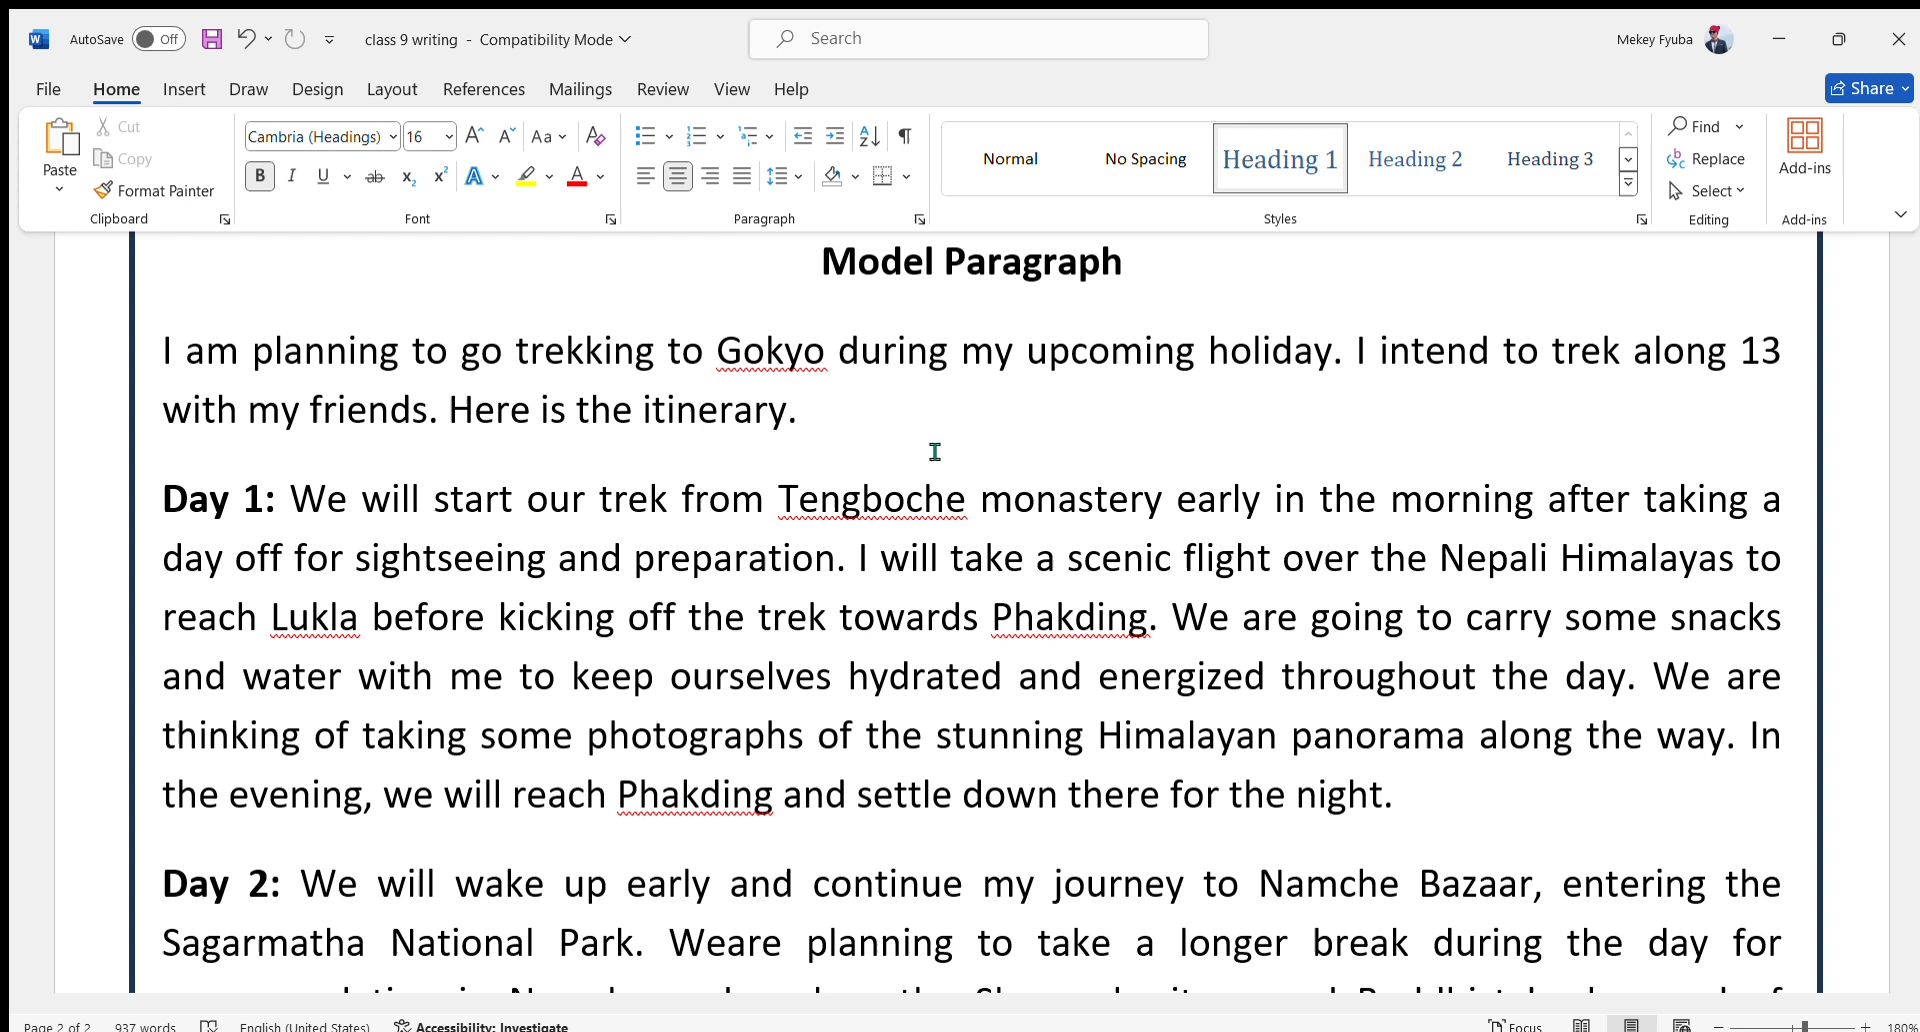 AutoSave Off class 9 writing - Compatibility Mode Search Mekey Fyuba
File Home Insert Draw Design Layout References Mailings Review View Help Share
Paste Cut Copy Format Painter Clipboard
Cambria (Headings) 16 Aa B I U ab x₂ x² A A Font
Paragraph
Normal No Spacing Heading 1 Heading 2 Heading 3 Styles
Find Replace Select Editing
Add-ins Add-ins
Model Paragraph
I am planning to go trekking to Gokyo during my upcoming holiday. I intend to trek along 13
with my friends. Here is the itinerary.
Day 1: We will start our trek from Tengboche monastery early in the morning after taking a
day off for sightseeing and preparation. I will take a scenic flight over the Nepali Himalayas to
reach Lukla before kicking off the trek towards Phakding. We are going to carry some snacks
and water with me to keep ourselves hydrated and energized throughout the day. We are
thinking of taking some photographs of the stunning Himalayan panorama along the way. In
the evening, we will reach Phakding and settle down there for the night.
Day 2: We will wake up early and continue my journey to Namche Bazaar, entering the
Sagarmatha National Park. Weare planning to take a longer break during the day for
Page 2 of 2 937 words English (United States) Accessibility: Investigate Focus 180%